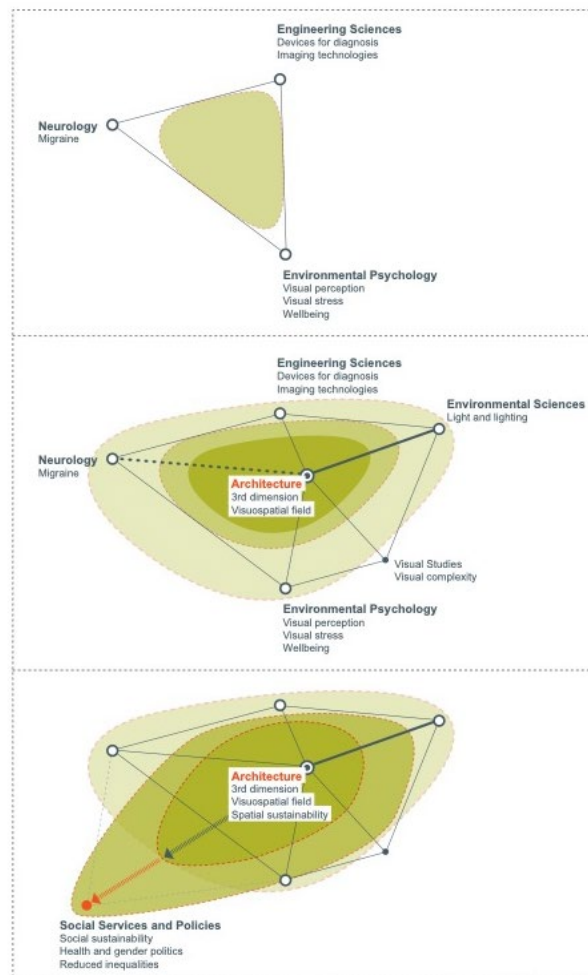 Engineering Sciences
Devices for diagnosis
Imaging technologies
Neurology
Migraine
Environmental Psychology
Visual perception
Visual stress
Wellbeing
Engineering Sciences
Devices for diagnosis
Imaging technologies
Environmental Sciences
Light and lighting
Neurology
Migraine
Architecture
3rd dimension
Visuospatial field
Visual Studies
Visual complexity
Environmental Psychology
Visual perception
Visual stress
Wellbeing
Architecture
3rd dimension
Visuospatial field
Spatial sustainability
Social Services and Policies
Social sustainability
Health and gender politics
Reduced inequalities